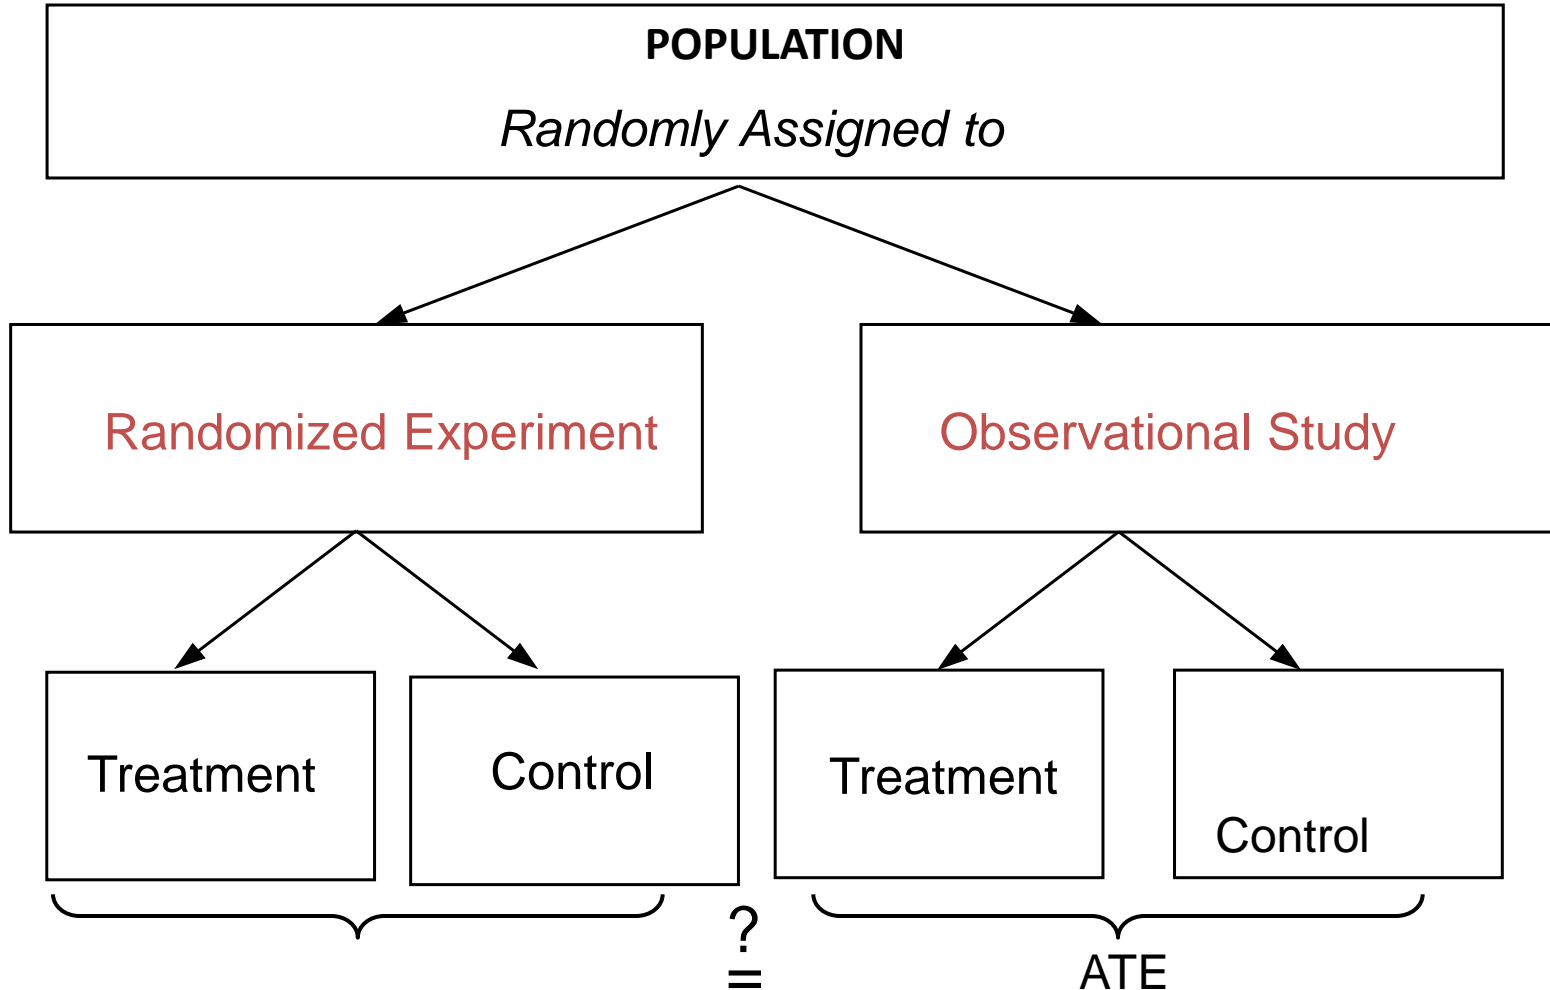 POPULATION
Randomly Assigned to
Randomized Experiment
Observational Study
Treatment
Control
Treatment
Control
?
=
ATE